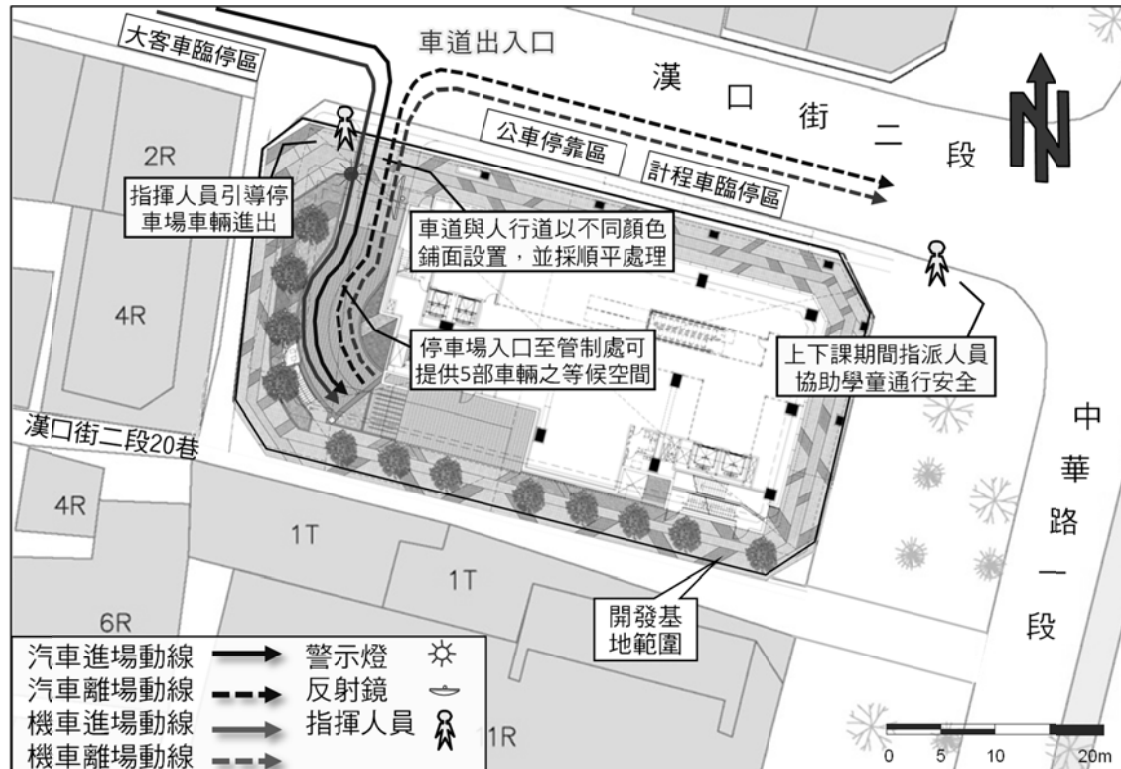 大客車臨停區
車道出入口
漢口街二段
公車停靠區
計程車臨停區
2R
指揮人員引導停
車場車輛進出
車道與人行道以不同顏色
鋪面設置，並採順平處理
4R
停車場入口至管制處可
提供5部車輛之等候空間
上下課期間指派人員
協助學童通行安全
中華路一段
漢口街二段20巷
4R
1T
1T
6R
開發基
地範圍
汽車進場動線
警示燈
汽車離場動線
反射鏡
機車進場動線
指揮人員
機車離場動線
1R
0 5 10 20m